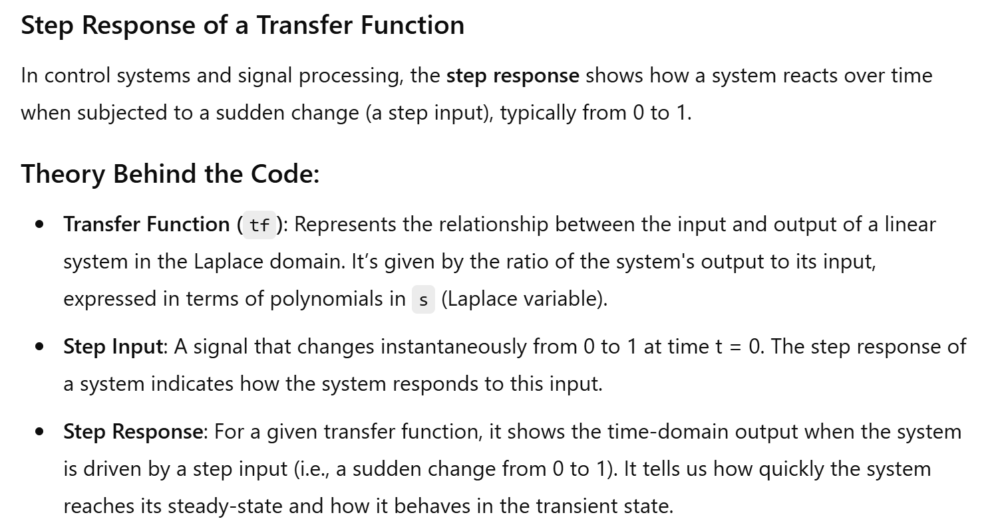 Step Response of a Transfer Function
In control systems and signal processing, the step response shows how a system reacts over time
when subjected to a sudden change (a step input), typically from 0 to 1.
Theory Behind the Code:
• Transfer Function (tf): Represents the relationship between the input and output of a linear
system in the Laplace domain. It’s given by the ratio of the system's output to its input,
expressed in terms of polynomials in s (Laplace variable).
• Step Input: A signal that changes instantaneously from 0 to 1 at time t = 0. The step response of
a system indicates how the system responds to this input.
• Step Response: For a given transfer function, it shows the time-domain output when the system
is driven by a step input (i.e., a sudden change from 0 to 1). It tells us how quickly the system
reaches its steady-state and how it behaves in the transient state.